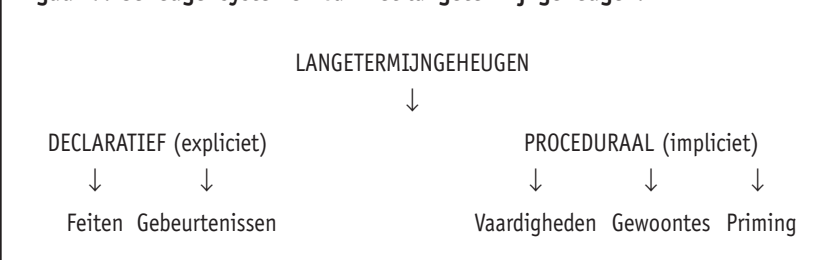 LANGETERMIJNGEHEUGEN
↓
DECLARATIEF (expliciet) PROCEDURAAL (impliciet)
↓ ↓ ↓ ↓ ↓
Feiten Gebeurtenissen Vaardigheden Gewoontes Priming